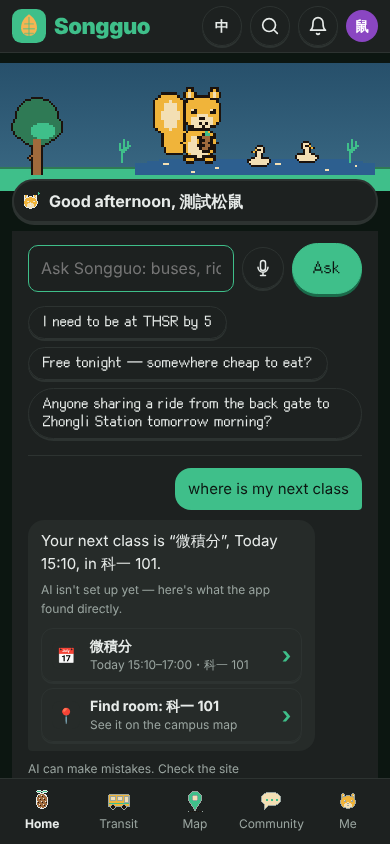 Songguo
中
鼠
Good afternoon, 測試松鼠
Ask Songguo: buses, ric
Ask
I need to be at THSR by 5
Free tonight — somewhere cheap to eat?
Anyone sharing a ride from the back gate to
Zhongli Station tomorrow morning?
where is my next class
Your next class is “微積分”, Today
15:10, in 科一 101.
AI isn't set up yet — here's what the app
found directly.
微積分
Today 15:10–17:00・科一 101
Find room: 科一 101
See it on the campus map
AI can make mistakes. Check the site
Home
Transit
Map
Community
Me